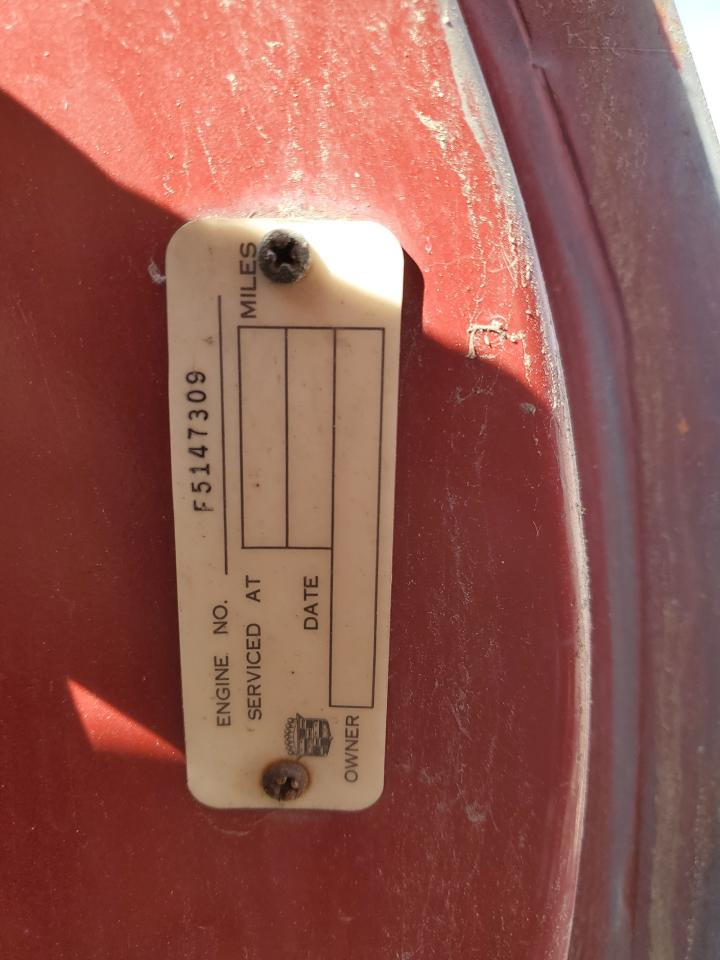 ENGINE NO. F5147309
SERVICED AT MILES
DATE
OWNER